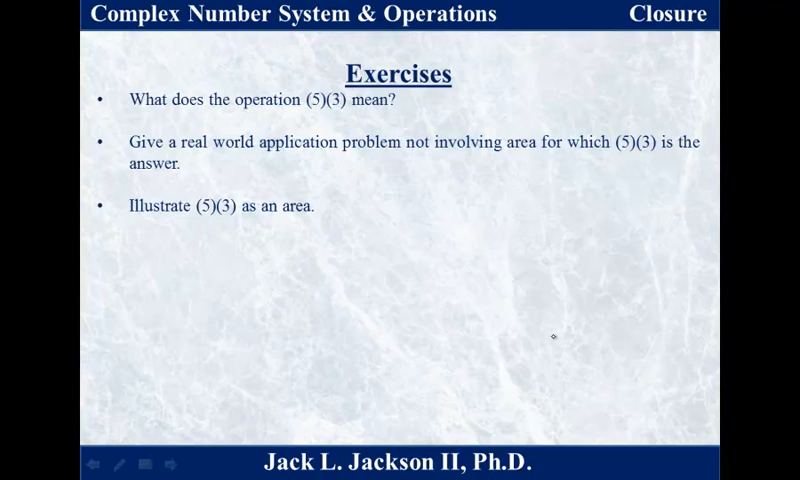 Complex Number System & Operations Closure
Exercises
• What does the operation (5)(3) mean?
• Give a real world application problem not involving area for which (5)(3) is the
answer.
• Illustrate (5)(3) as an area.
Jack L. Jackson II, Ph.D.